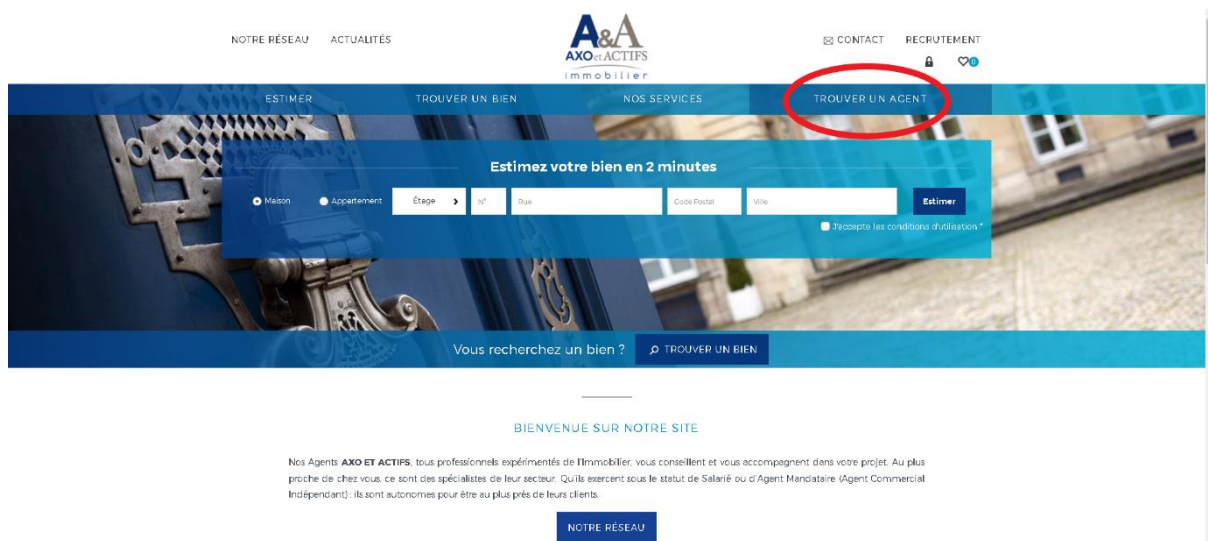 NOTRE RÉSEAU ACTUALITÉS
A&A
AXO et ACTIFS
immobilier
CONTACT RECRUTEMENT
0
ESTIMER TROUVER UN BIEN NOS SERVICES TROUVER UN AGENT
Estimez votre bien en 2 minutes
Maison Appartement Étage N° Rue Code Postal Ville Estimer
J'accepte les conditions d'utilisation *
Vous recherchez un bien ? TROUVER UN BIEN
BIENVENUE SUR NOTRE SITE
Nos Agents AXO ET ACTIFS, tous professionnels expérimentés de l'Immobilier, vous conseillent et vous accompagnent dans votre projet. Au plus
proche de chez vous, ce sont des spécialistes de leur secteur. Qu'ils exercent sous le statut de Salarié ou d'Agent Mandataire (Agent Commercial
Indépendant) ; ils sont autonomes pour être au plus près de leurs clients.
NOTRE RÉSEAU